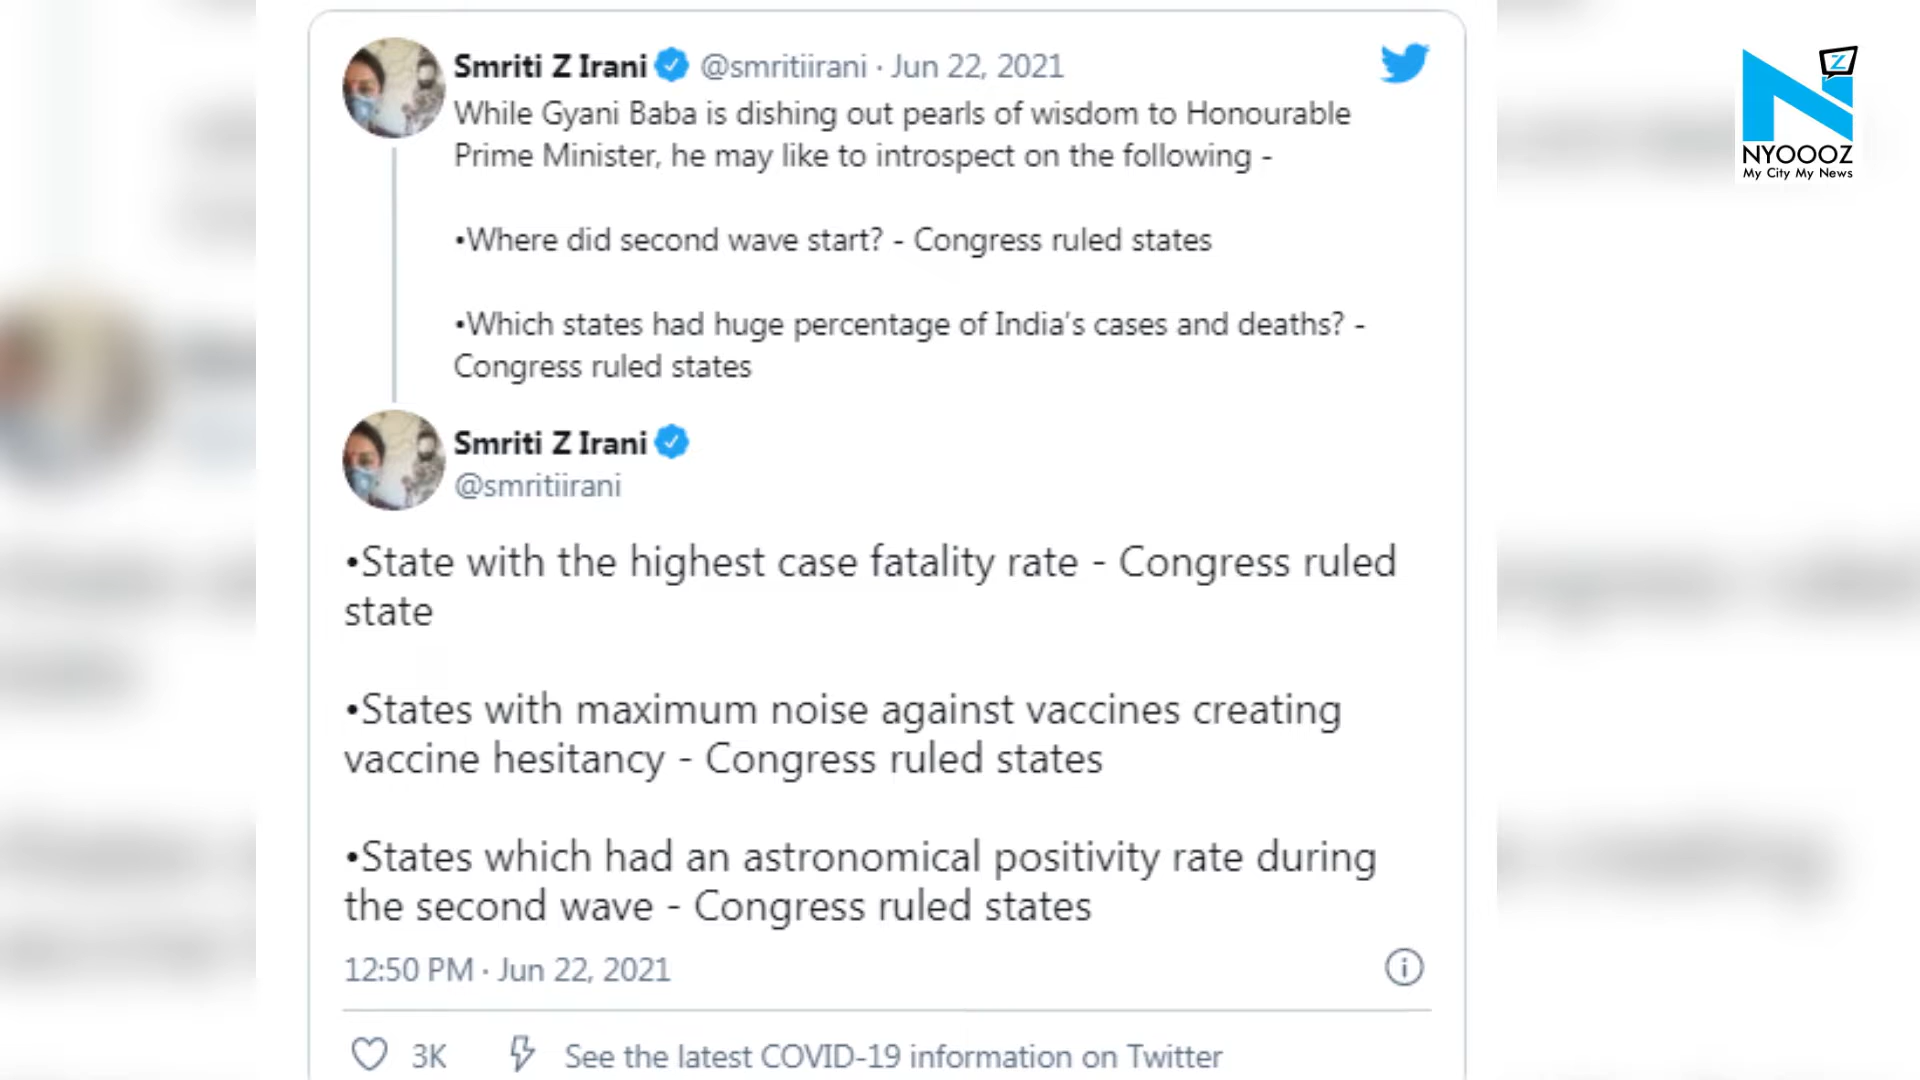 Smriti Z Irani @smritiirani · Jun 22, 2021
While Gyani Baba is dishing out pearls of wisdom to Honourable
Prime Minister, he may like to introspect on the following -
•Where did second wave start? - Congress ruled states
•Which states had huge percentage of India's cases and deaths? -
Congress ruled states
Smriti Z Irani
@smritiirani
•State with the highest case fatality rate - Congress ruled
state
•States with maximum noise against vaccines creating
vaccine hesitancy - Congress ruled states
•States which had an astronomical positivity rate during
the second wave - Congress ruled states
12:50 PM · Jun 22, 2021
3K See the latest COVID-19 information on Twitter
Z
NYOOOZ
My City My News